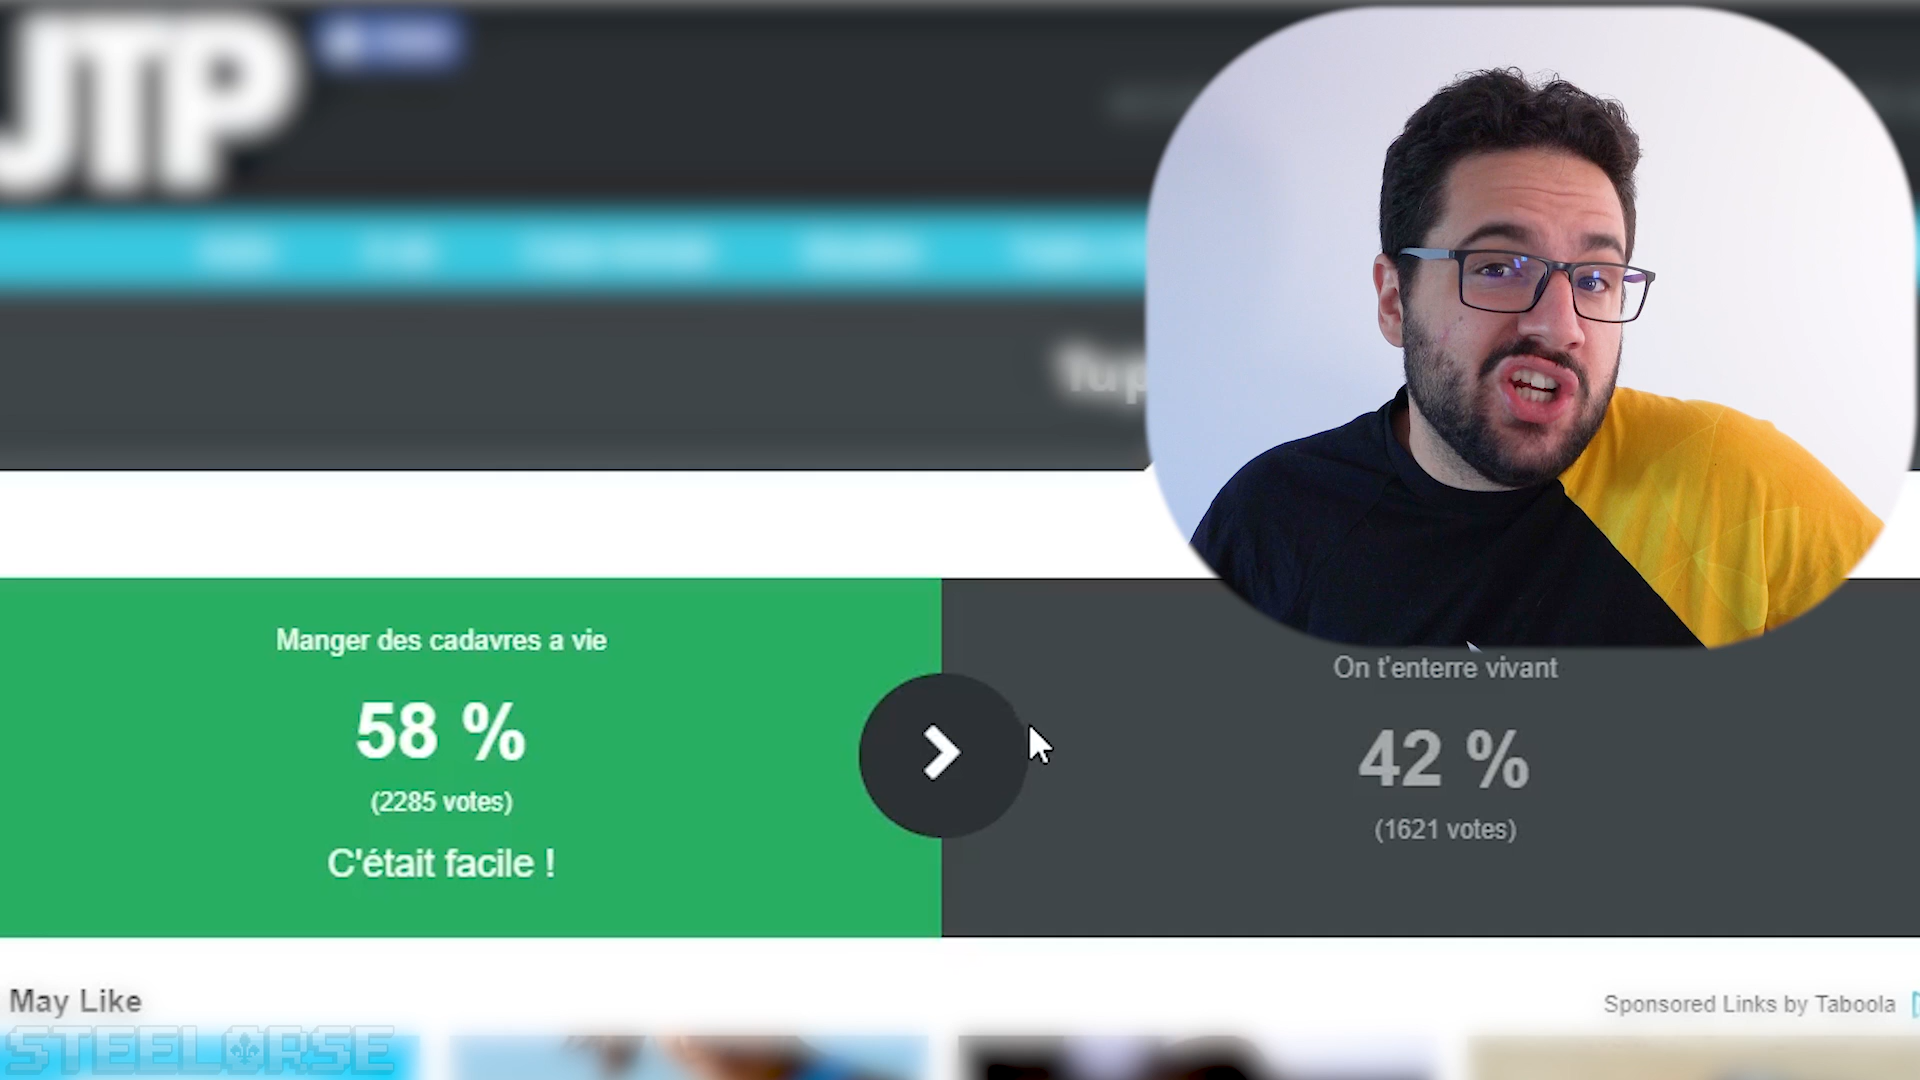 JTP
Tu p
Manger des cadavres a vie
58 %
(2285 votes)
C'était facile !
On t'enterre vivant
42 %
(1621 votes)
May Like
Sponsored Links by Taboola
STEELORSE